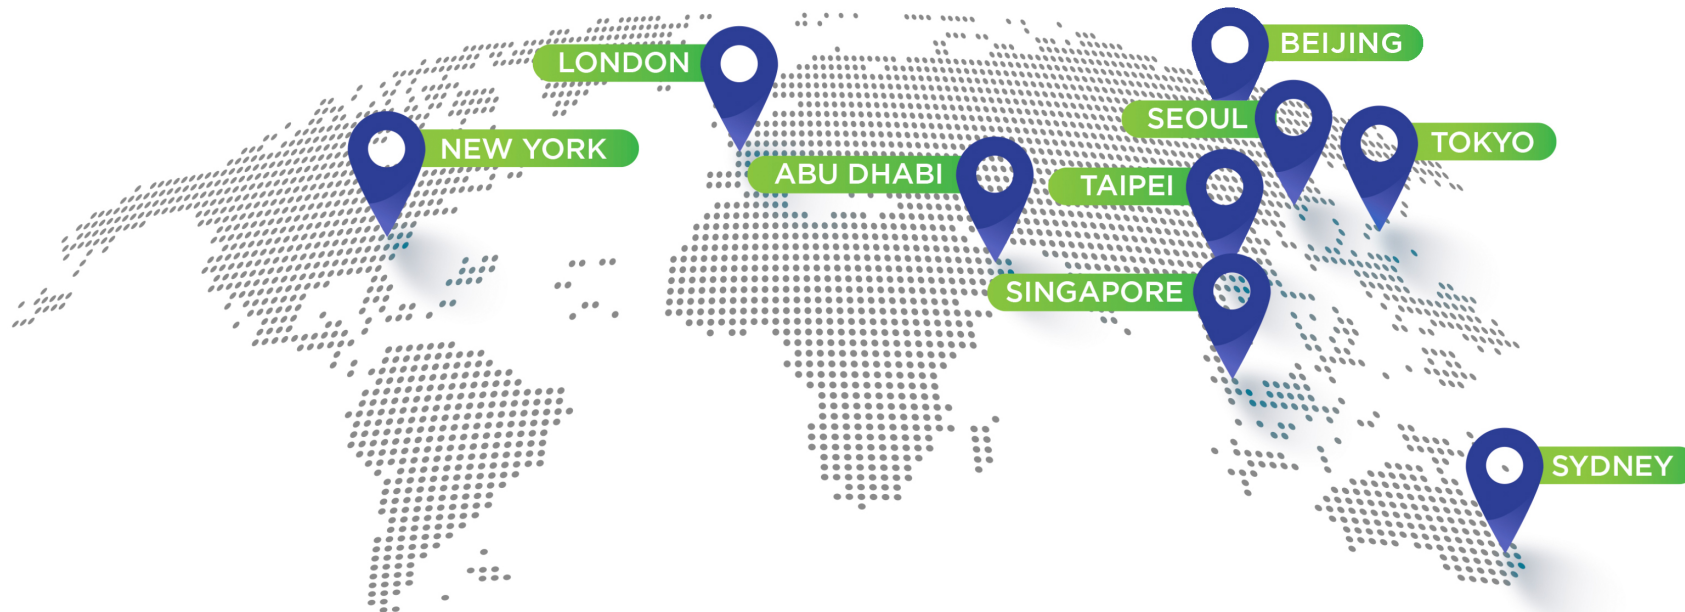 BEIJING
LONDON
SEOUL
TOKYO
NEW YORK
ABU DHABI
TAIPEI
SINGAPORE
SYDNEY